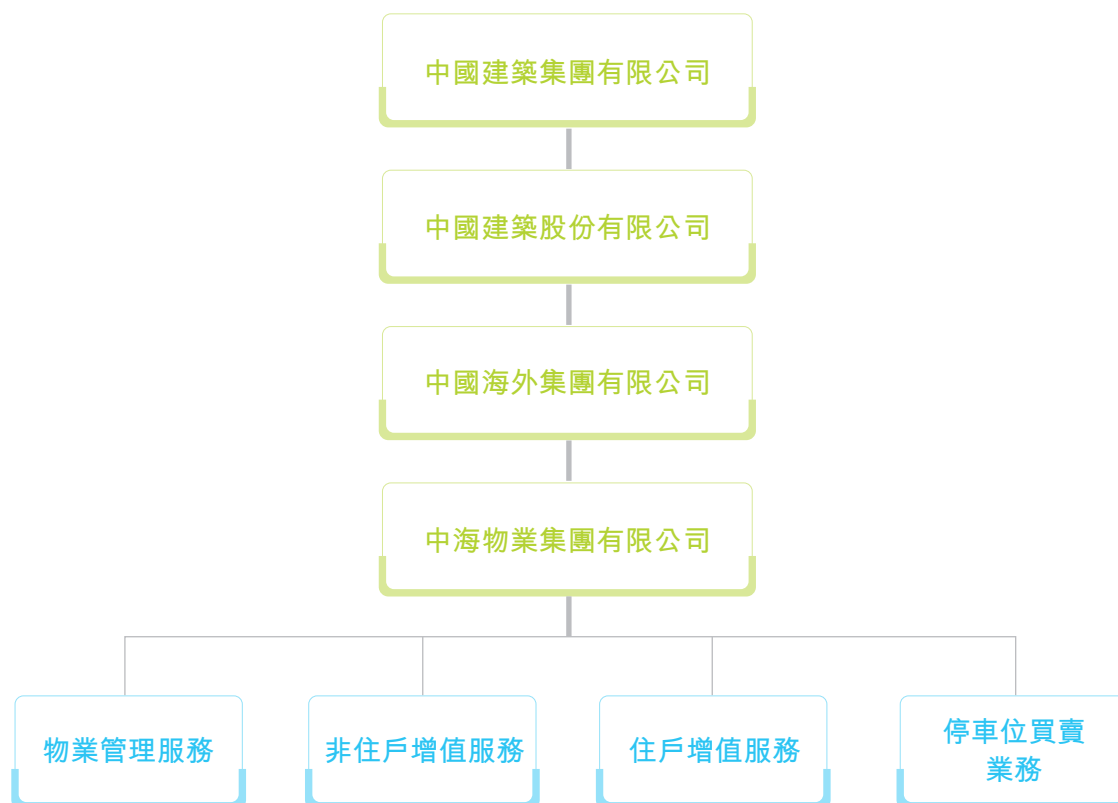 中國建築集團有限公司
中國建築股份有限公司
中國海外集團有限公司
中海物業集團有限公司
物業管理服務
非住戶增值服務
住戶增值服務
停車位買賣
業務